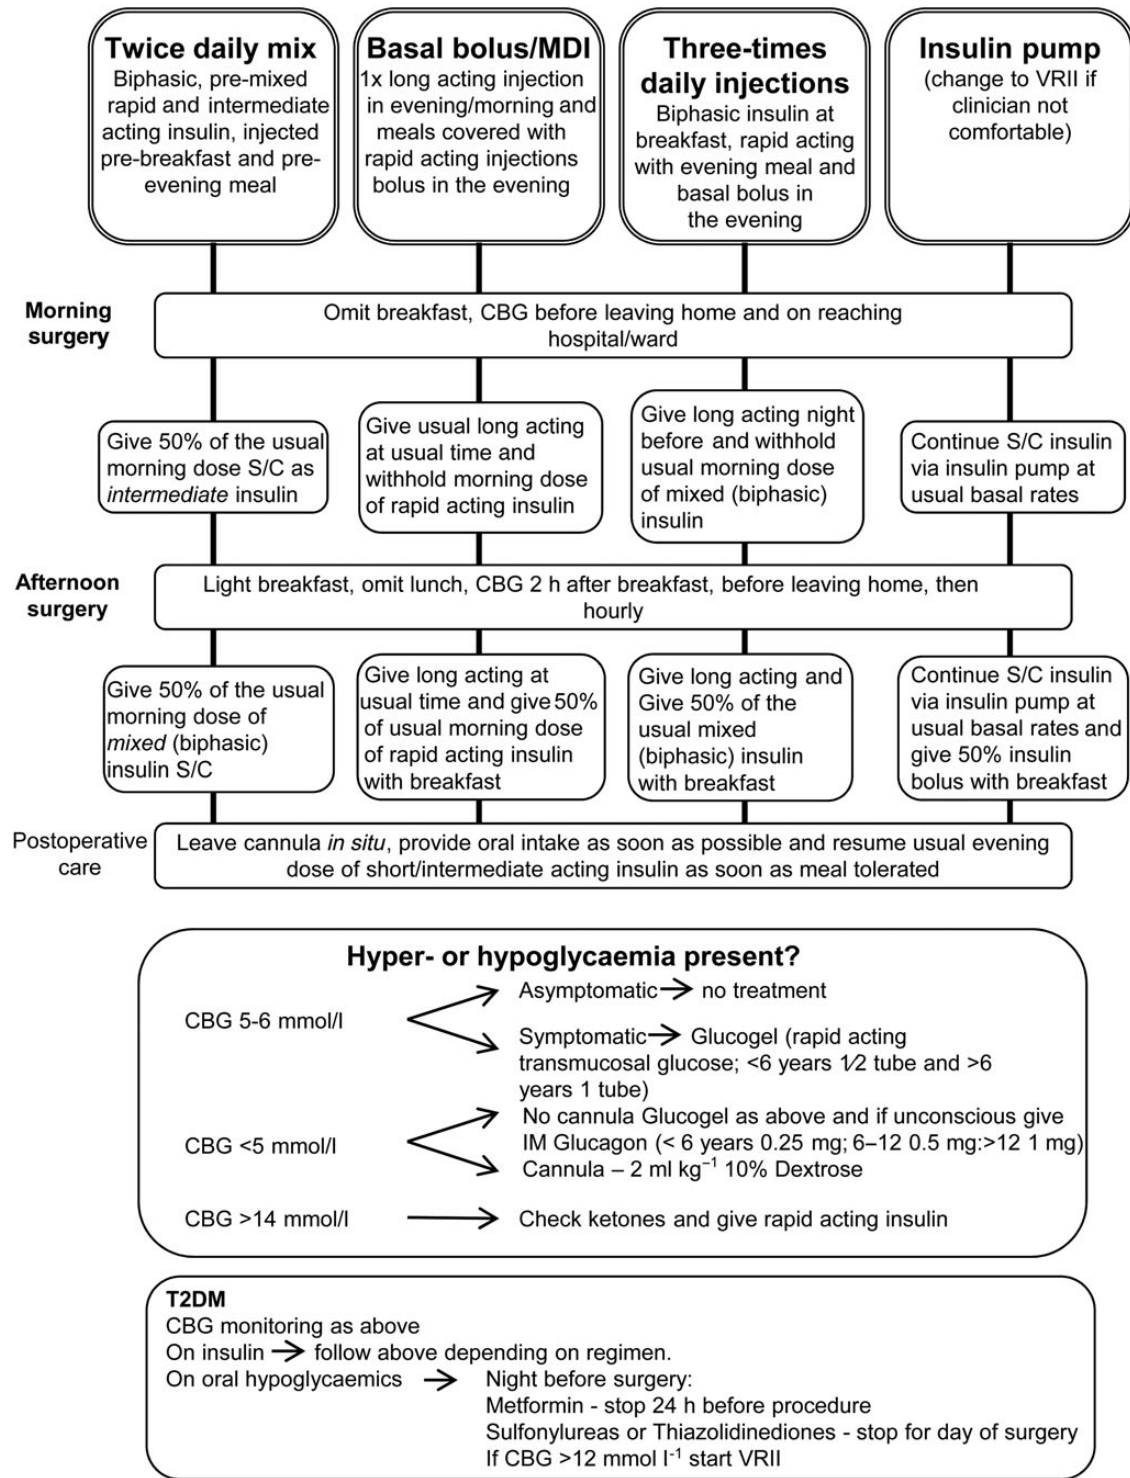 Twice daily mix
Biphasic, pre-mixed
rapid and intermediate
acting insulin, injected
pre-breakfast and pre-
evening meal
Basal bolus/MDI
1x long acting injection
in evening/morning and
meals covered with
rapid acting injections
bolus in the evening
Three-times
daily injections
Biphasic insulin at
breakfast, rapid acting
with evening meal and
basal bolus in
the evening
Insulin pump
(change to VRII if
clinician not
comfortable)
Morning
surgery
Omit breakfast, CBG before leaving home and on reaching
hospital/ward
Give 50% of the usual
morning dose S/C as
intermediate insulin
Give usual long acting
at usual time and
withhold morning dose
of rapid acting insulin
Give long acting night
before and withhold
usual morning dose
of mixed (biphasic)
insulin
Continue S/C insulin
via insulin pump at
usual basal rates
Afternoon
surgery
Light breakfast, omit lunch, CBG 2 h after breakfast, before leaving home, then
hourly
Give 50% of the usual
morning dose of
mixed (biphasic)
insulin S/C
Give long acting at
usual time and give 50%
of usual morning dose
of rapid acting insulin
with breakfast
Give long acting and
Give 50% of the
usual mixed
(biphasic) insulin
with breakfast
Continue S/C insulin
via insulin pump at
usual basal rates and
give 50% insulin
bolus with breakfast
Postoperative
care
Leave cannula in situ, provide oral intake as soon as possible and resume usual evening
dose of short/intermediate acting insulin as soon as meal tolerated
Hyper- or hypoglycaemia present?
CBG 5-6 mmol/l
Asymptomatic → no treatment
Symptomatic → Glucogel (rapid acting
transmucosal glucose; <6 years 1⁄2 tube and >6
years 1 tube)
CBG <5 mmol/l
No cannula Glucogel as above and if unconscious give
IM Glucagon (< 6 years 0.25 mg; 6–12 0.5 mg:>12 1 mg)
Cannula – 2 ml kg⁻¹ 10% Dextrose
CBG >14 mmol/l
Check ketones and give rapid acting insulin
T2DM
CBG monitoring as above
On insulin → follow above depending on regimen.
On oral hypoglycaemics → Night before surgery:
Metformin - stop 24 h before procedure
Sulfonylureas or Thiazolidinediones - stop for day of surgery
If CBG >12 mmol l⁻¹ start VRII